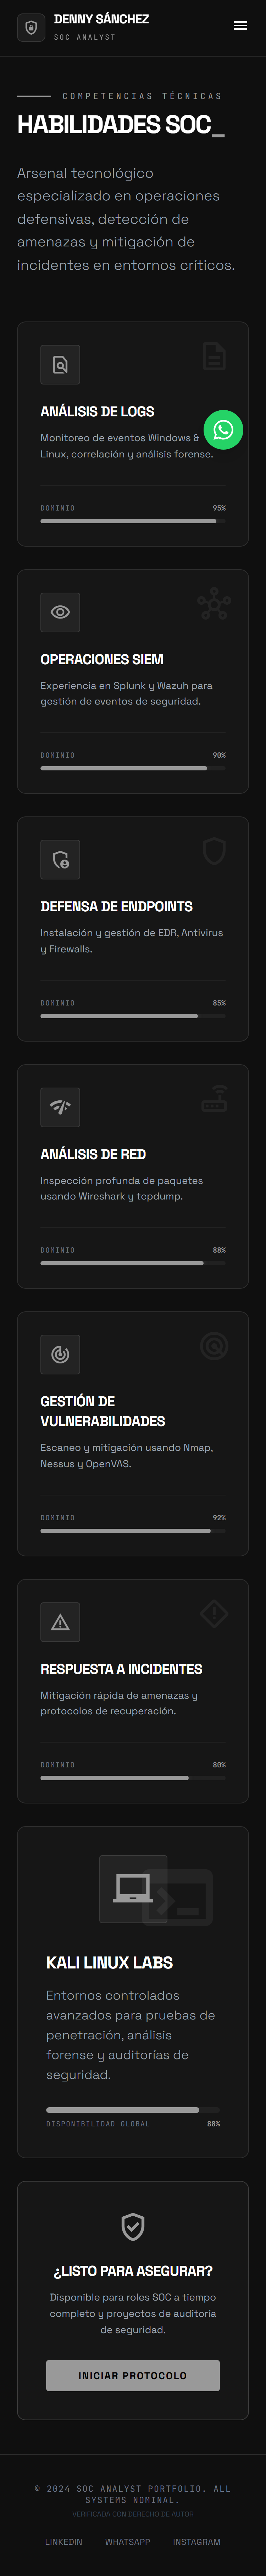 DENNY SÁNCHEZ
SOC ANALYST
COMPETENCIAS TÉCNICAS
HABILIDADES SOC_
Arsenal tecnológico
especializado en operaciones
defensivas, detección de
amenazas y mitigación de
incidentes en entornos críticos.
ANÁLISIS DE LOGS
Monitoreo de eventos Windows &
Linux, correlación y análisis forense.
DOMINIO 95%
OPERACIONES SIEM
Experiencia en Splunk y Wazuh para
gestión de eventos de seguridad.
DOMINIO 90%
DEFENSA DE ENDPOINTS
Instalación y gestión de EDR, Antivirus
y Firewalls.
DOMINIO 85%
ANÁLISIS DE RED
Inspección profunda de paquetes
usando Wireshark y tcpdump.
DOMINIO 88%
GESTIÓN DE
VULNERABILIDADES
Escaneo y mitigación usando Nmap,
Nessus y OpenVAS.
DOMINIO 92%
RESPUESTA A INCIDENTES
Mitigación rápida de amenazas y
protocolos de recuperación.
DOMINIO 80%
KALI LINUX LABS
Entornos controlados
avanzados para pruebas de
penetración, análisis
forense y auditorías de
seguridad.
DISPONIBILIDAD GLOBAL 88%
¿LISTO PARA ASEGURAR?
Disponible para roles SOC a tiempo
completo y proyectos de auditoría
de seguridad.
INICIAR PROTOCOLO
© 2024 SOC ANALYST PORTFOLIO. ALL
SYSTEMS NOMINAL.
VERIFICADA CON DERECHO DE AUTOR
LINKEDIN WHATSAPP INSTAGRAM